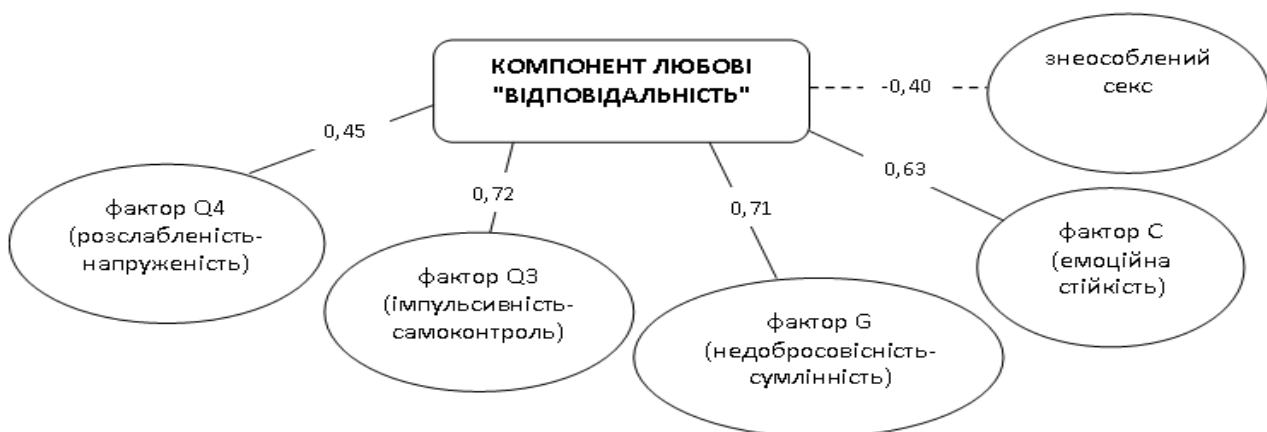 КОМПОНЕНТ ЛЮБОВІ
"ВІДПОВІДАЛЬНІСТЬ"
знеособлений
секс
-0,40
0,45
0,72
0,71
0,63
фактор Q4
(розслабленість-
напруженість)
фактор Q3
(імпульсивність-
самоконтроль)
фактор G
(недобросовісність-
сумлінність)
фактор С
(емоційна
стійкість)